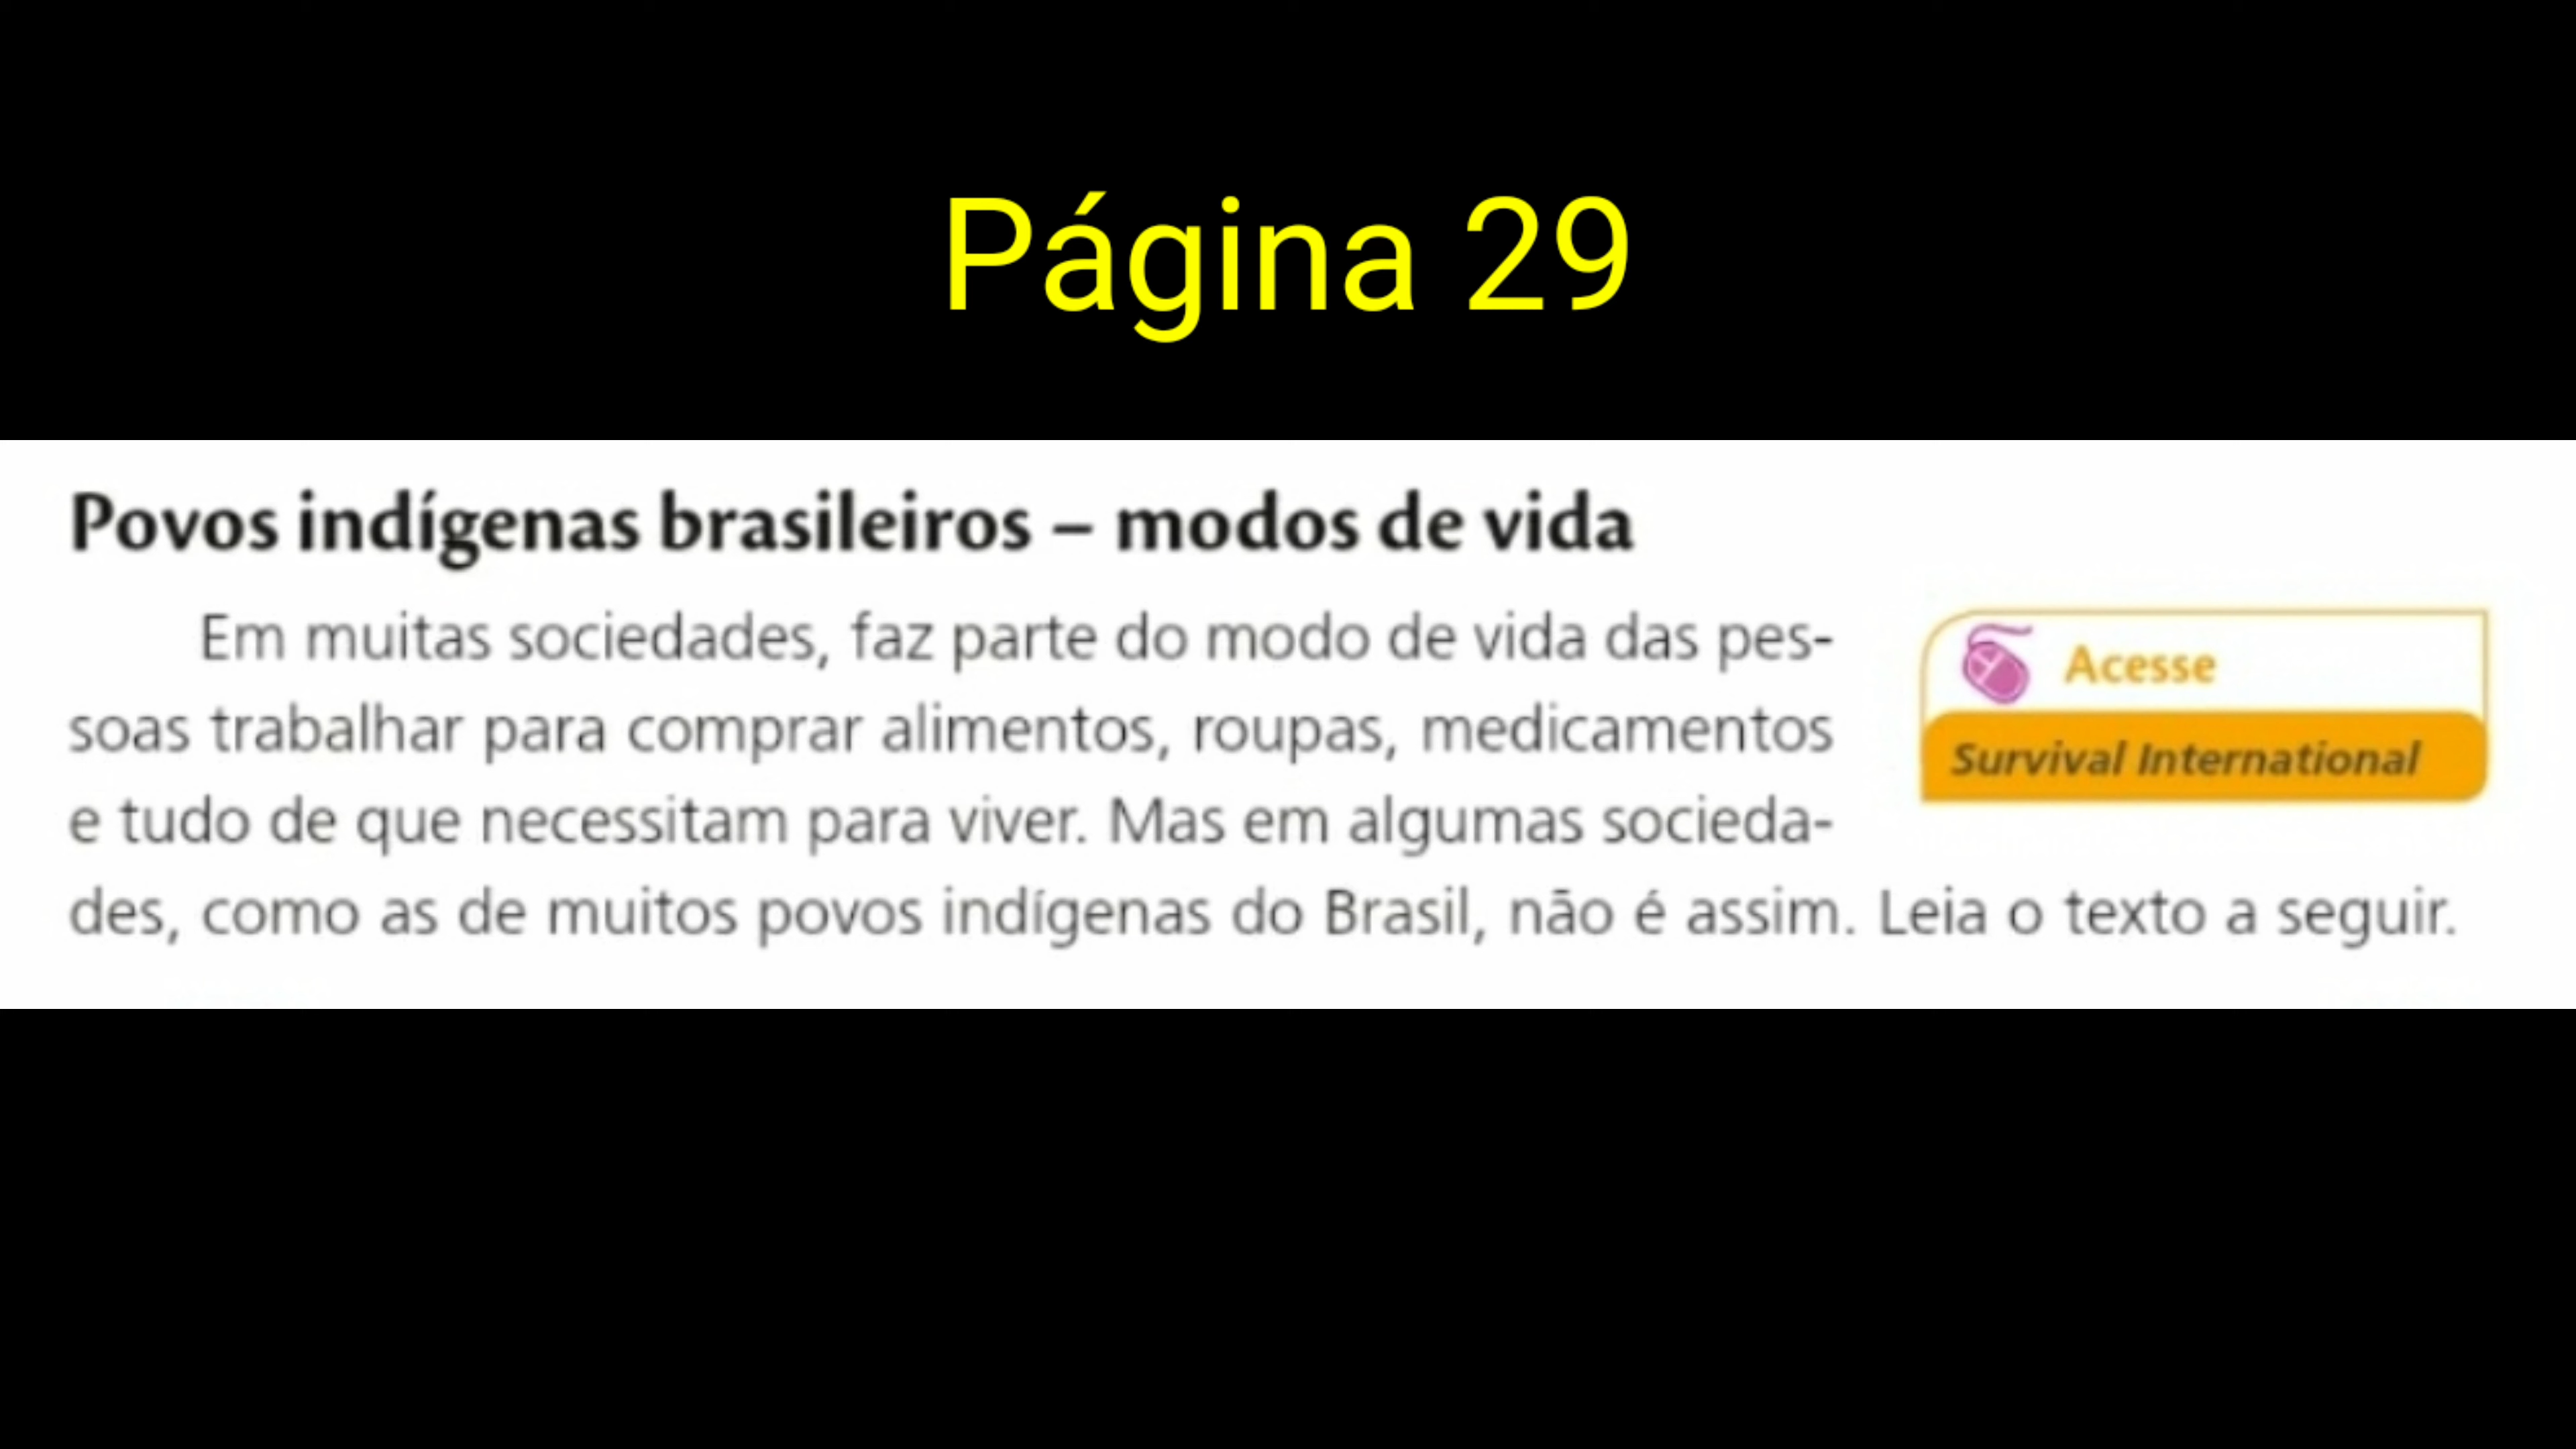 Página 29
Povos indígenas brasileiros – modos de vida
Em muitas sociedades, faz parte do modo de vida das pes-
soas trabalhar para comprar alimentos, roupas, medicamentos
e tudo de que necessitam para viver. Mas em algumas socieda-
des, como as de muitos povos indígenas do Brasil, não é assim. Leia o texto a seguir.
Acesse
Survival International